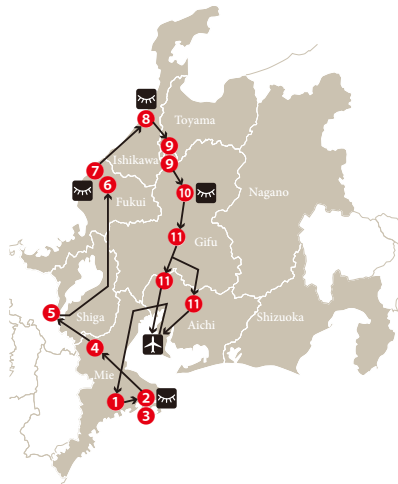 8
Toyama
9
Ishikawa
9
7
6
10
Nagano
Fukui
11
Gifu
11
11
5
Shiga
Aichi
Shizuoka
4
Mie
1
2
3